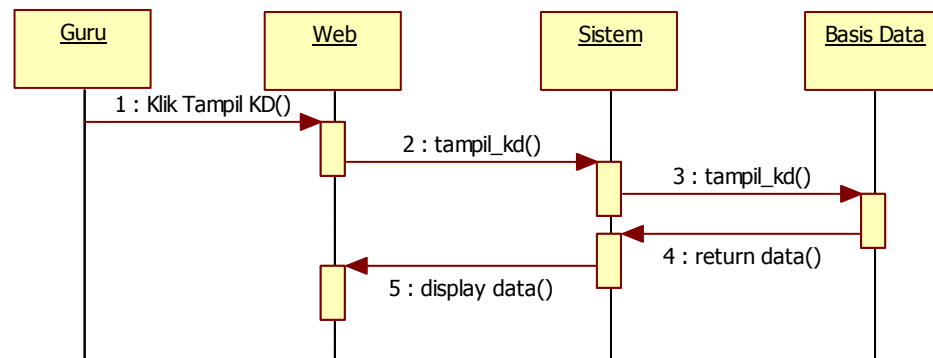 Guru
Web
Sistem
Basis Data
1 : Klik Tampil KD()
2 : tampil_kd()
3 : tampil_kd()
4 : return data()
5 : display data()